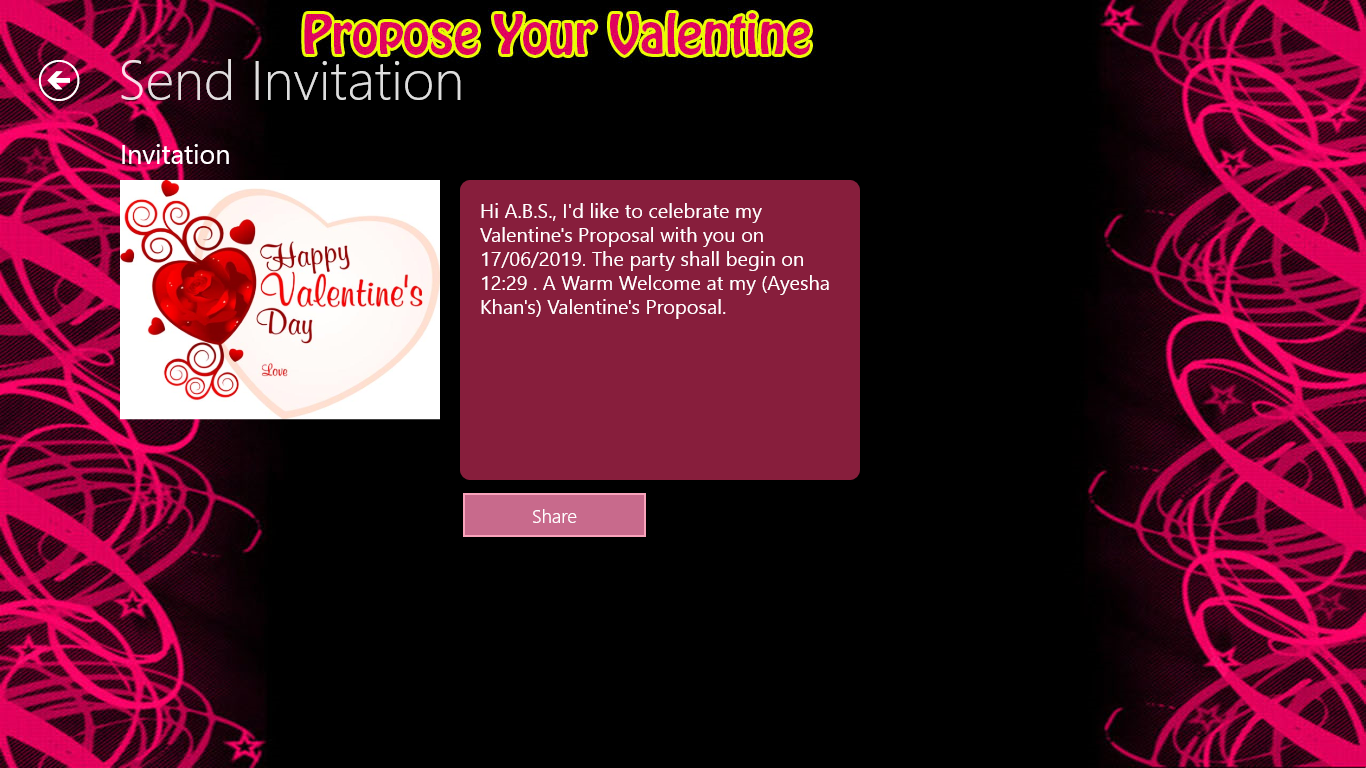 Propose Your Valentine
Send Invitation
Invitation
Happy
Valentine's
Day
Love
Hi A.B.S., I'd like to celebrate my
Valentine's Proposal with you on
17/06/2019. The party shall begin on
12:29 . A Warm Welcome at my (Ayesha
Khan's) Valentine's Proposal.
Share